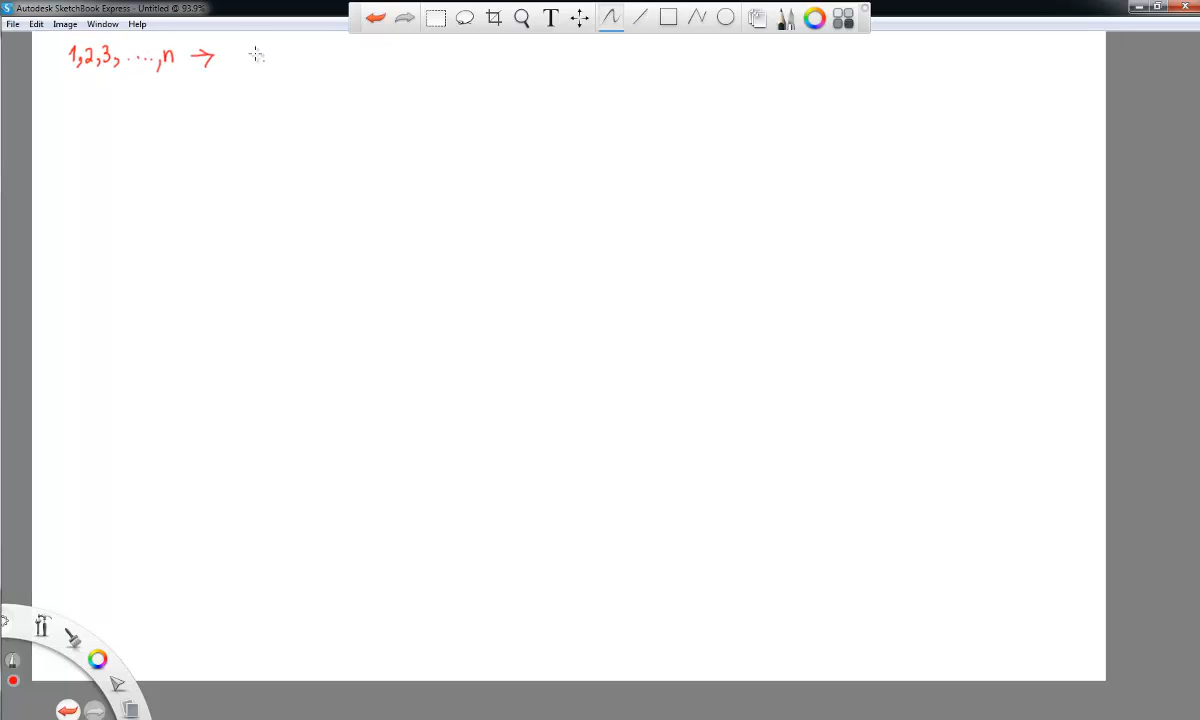 Autodesk SketchBook Express - Untitled @ 93.9%
File Edit Image Window Help
T
1,2,3, ....,n →